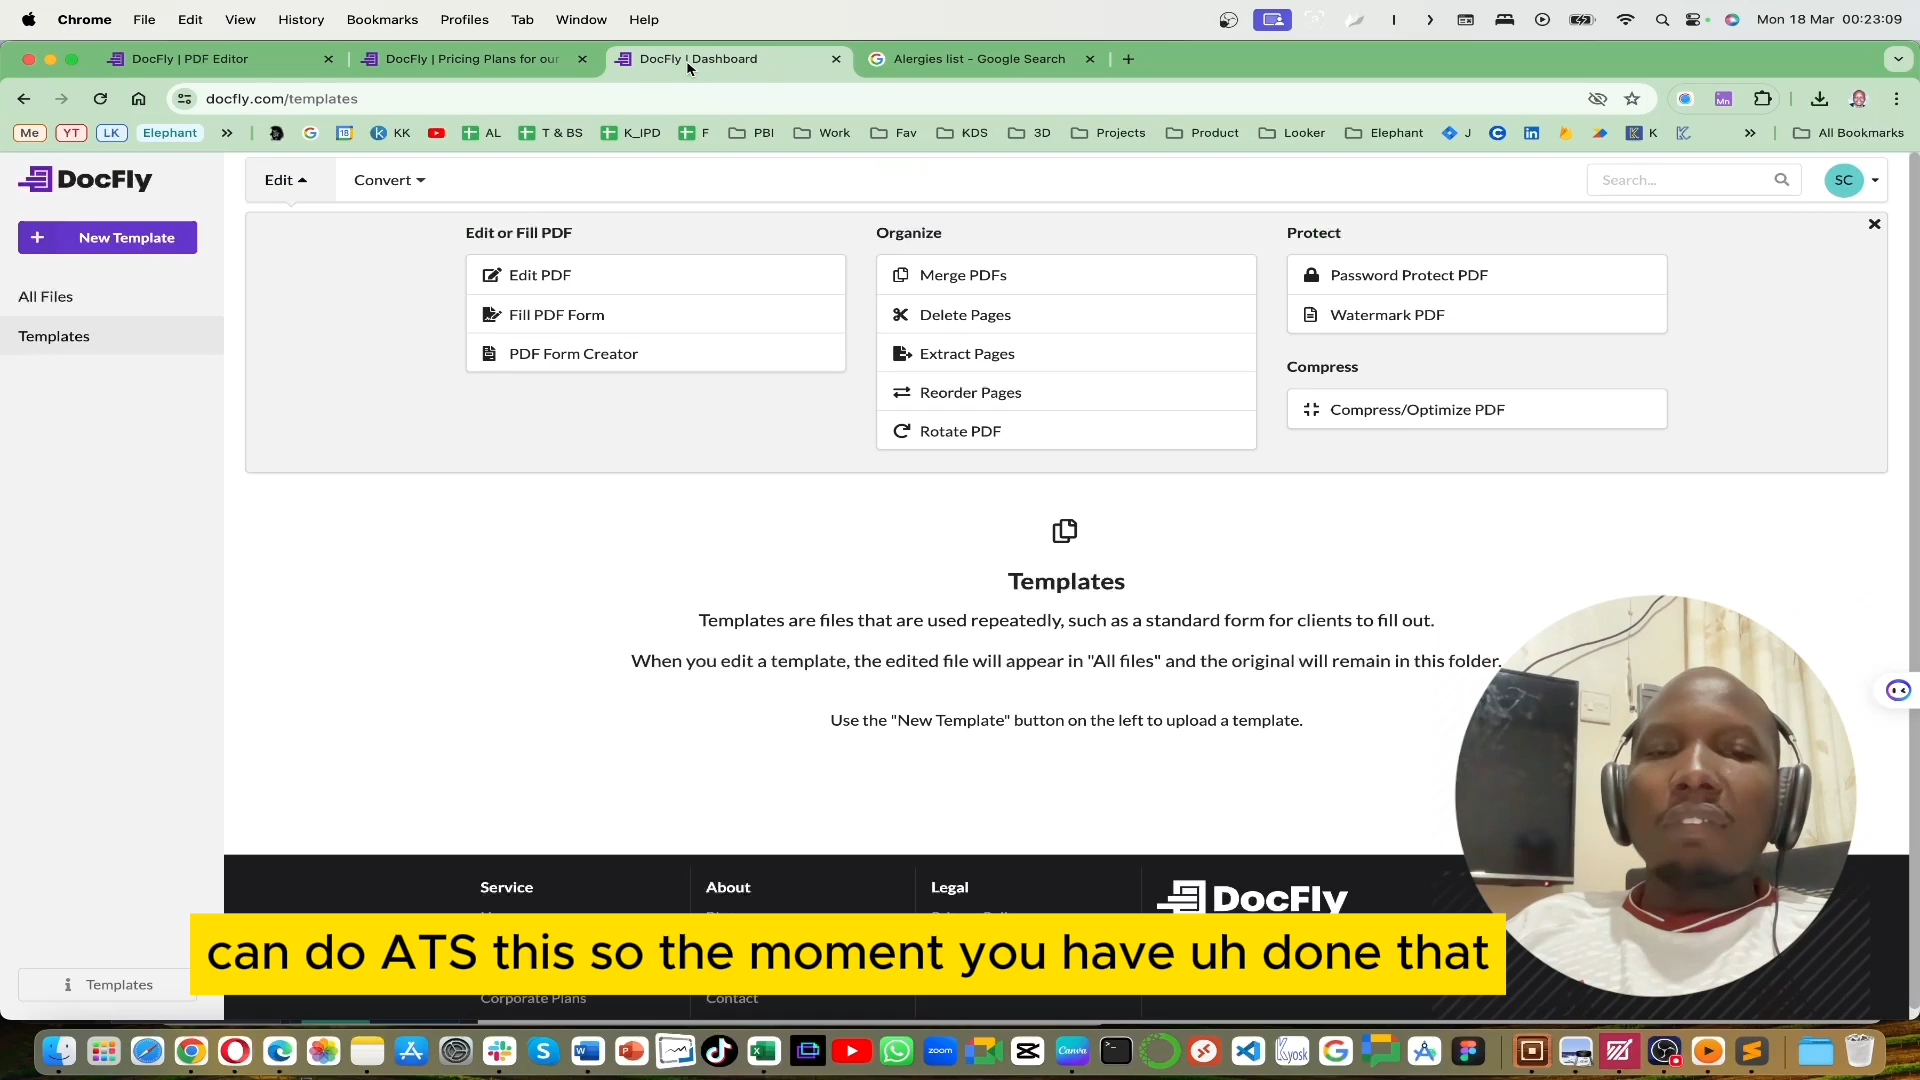 Chrome File Edit View History Bookmarks Profiles Tab Window Help Mon 18 Mar 00:23:09
DocFly | PDF Editor
DocFly | Pricing Plans for our
DocFly | Dashboard
Alergies list - Google Search
docfly.com/templates
Me YT LK Elephant KK AL T & BS K_IPD F PBI Work Fav KDS 3D Projects Product Looker Elephant J K All Bookmarks
DocFly
Edit
Convert
Search...
SC
New Template
All Files
Templates
Edit or Fill PDF
Edit PDF
Fill PDF Form
PDF Form Creator
Organize
Merge PDFs
Delete Pages
Extract Pages
Reorder Pages
Rotate PDF
Protect
Password Protect PDF
Watermark PDF
Compress
Compress/Optimize PDF
Templates
Templates are files that are used repeatedly, such as a standard form for clients to fill out.
When you edit a template, the edited file will appear in "All files" and the original will remain in this folder.
Use the "New Template" button on the left to upload a template.
Service
About
Legal
DocFly
can do ATS this so the moment you have uh done that
Templates
Corporate Plans
Contact
zoom
Canva
Kyosk